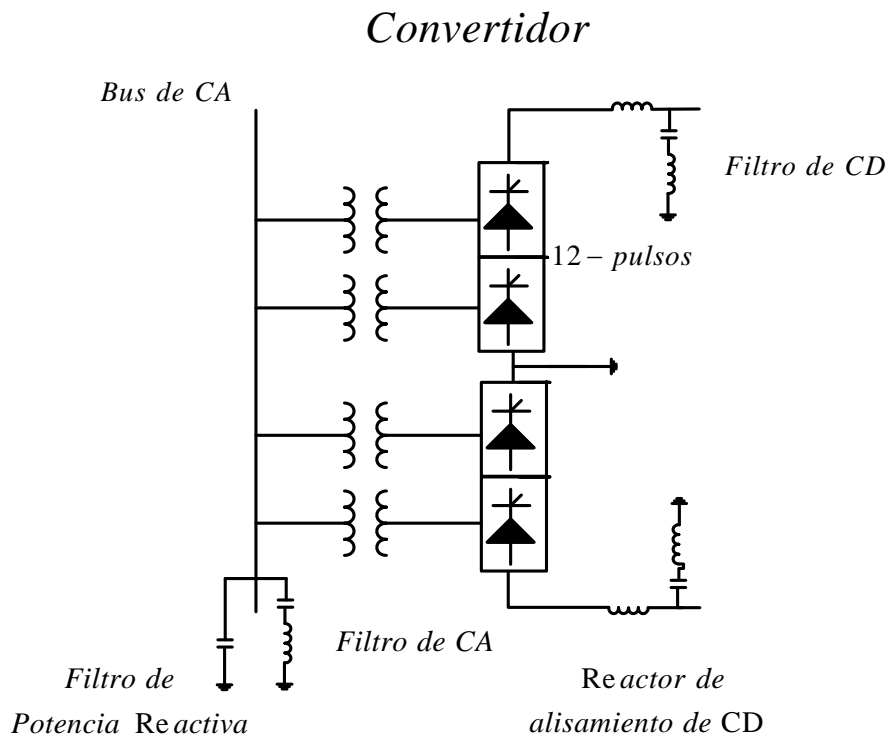 Convertidor
Bus de CA
Filtro de CD
12 – pulsos
Filtro de CA
Filtro de
Potencia Reactiva
Reactor de
alisamiento de CD